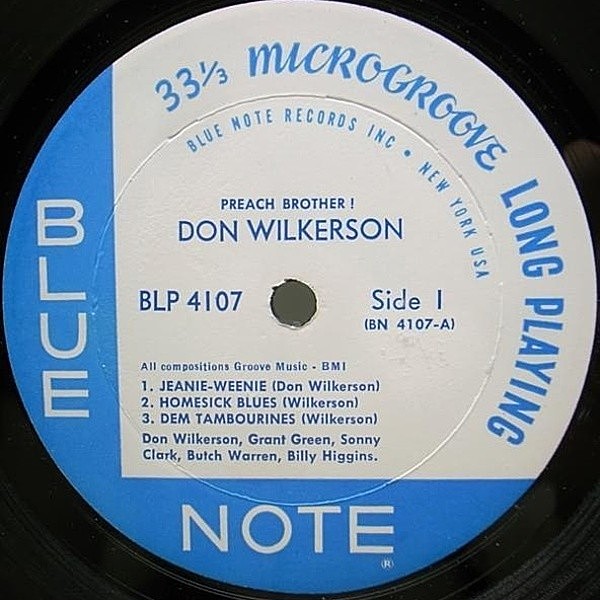 33⅓ MICROGROOVE LONG PLAYING
BLUE NOTE RECORDS INC • NEW YORK USA
PREACH BROTHER!
DON WILKERSON
BLP 4107
Side 1
(BN 4107-A)
All compositions Groove Music - BMI
1. JEANIE-WEENIE (Don Wilkerson)
2. HOMESICK BLUES (Wilkerson)
3. DEM TAMBOURINES (Wilkerson)
Don Wilkerson, Grant Green, Sonny
Clark, Butch Warren, Billy Higgins.
BLUE
NOTE®